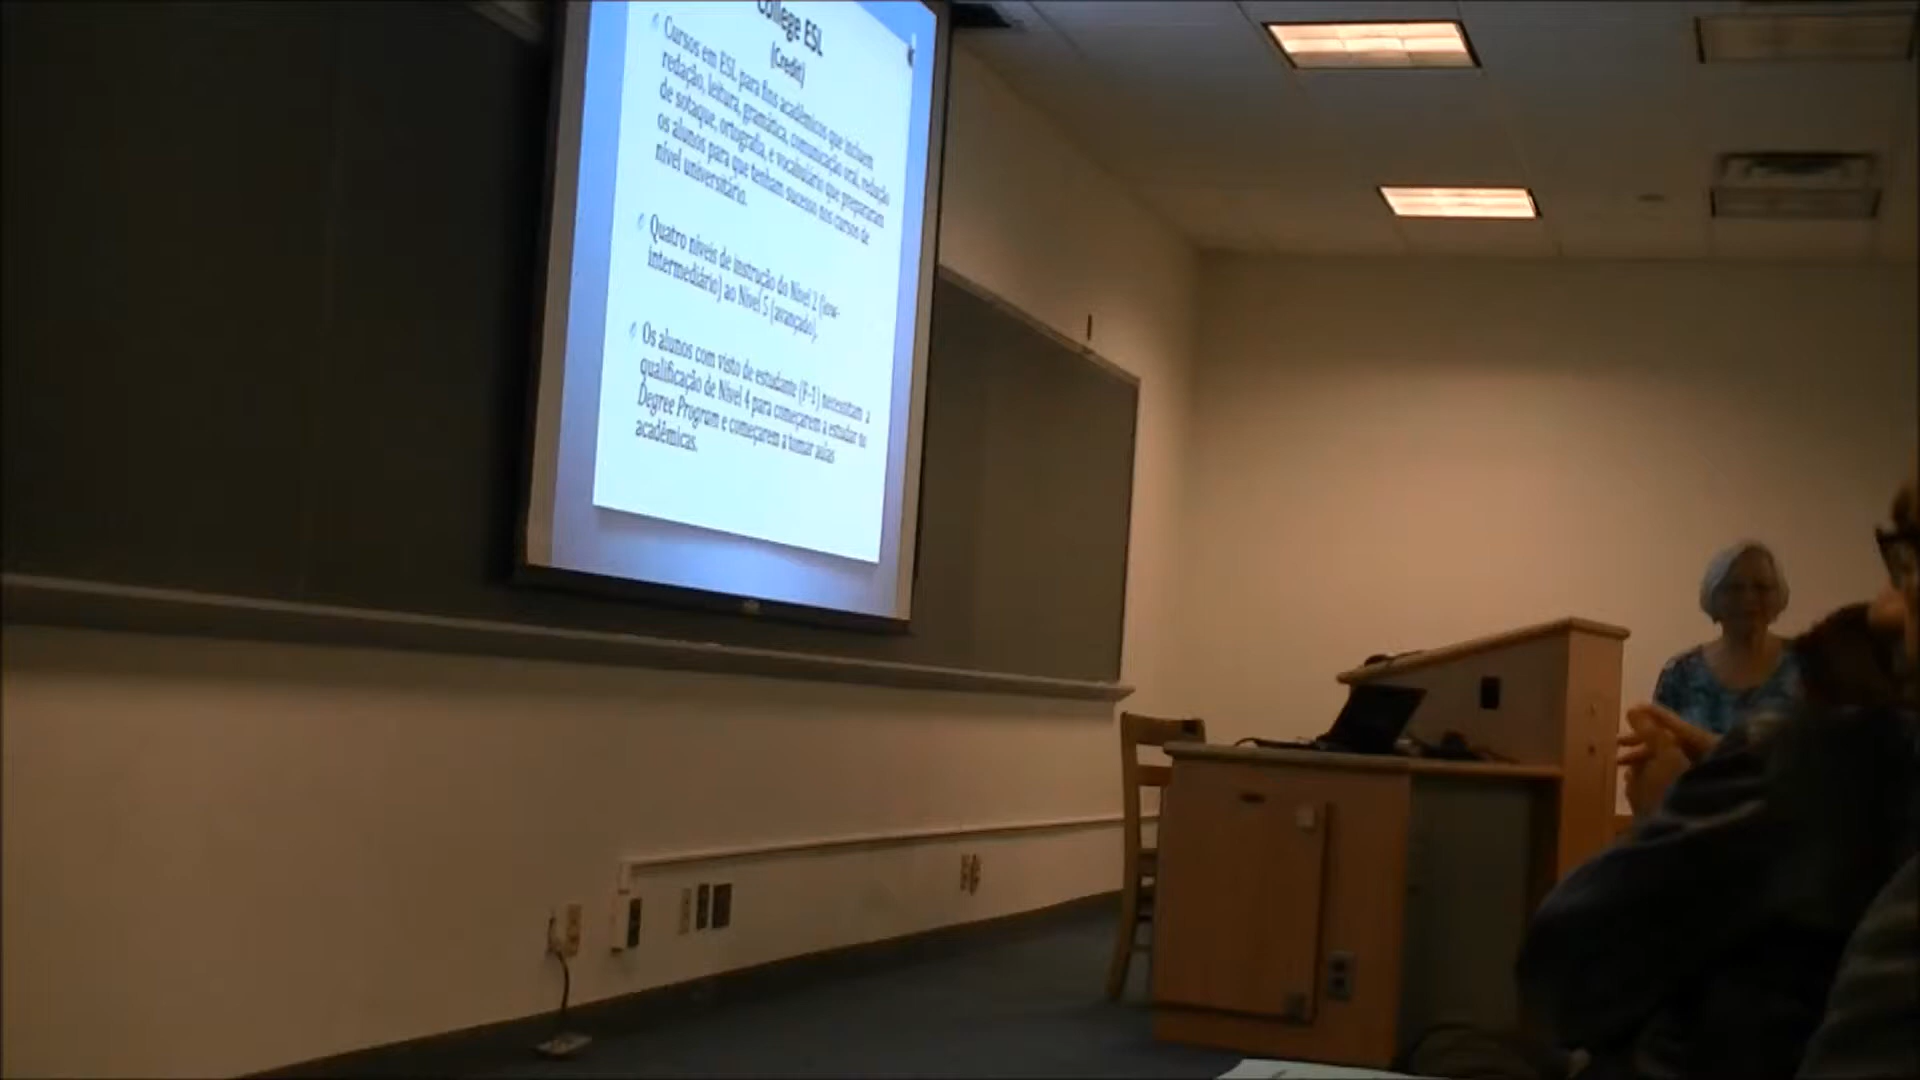 College ESL
(Credit)
Cursos em ESL para fins acadêmicos que incluem
redação, leitura, gramática, comunicação oral, redução
de sotaque, ortografia, e vocabulário que prepararam
os alunos para que tenham sucesso nos cursos de
nível universitário.
Quatro níveis de instrução do Nível 2 (low-
intermediário) ao Nível 5 (avançado).
Os alunos com visto de estudante (F-1) necessitam a
qualificação de Nível 4 para começarem a estudar no
Degree Program e começarem a tomar aulas
acadêmicas.